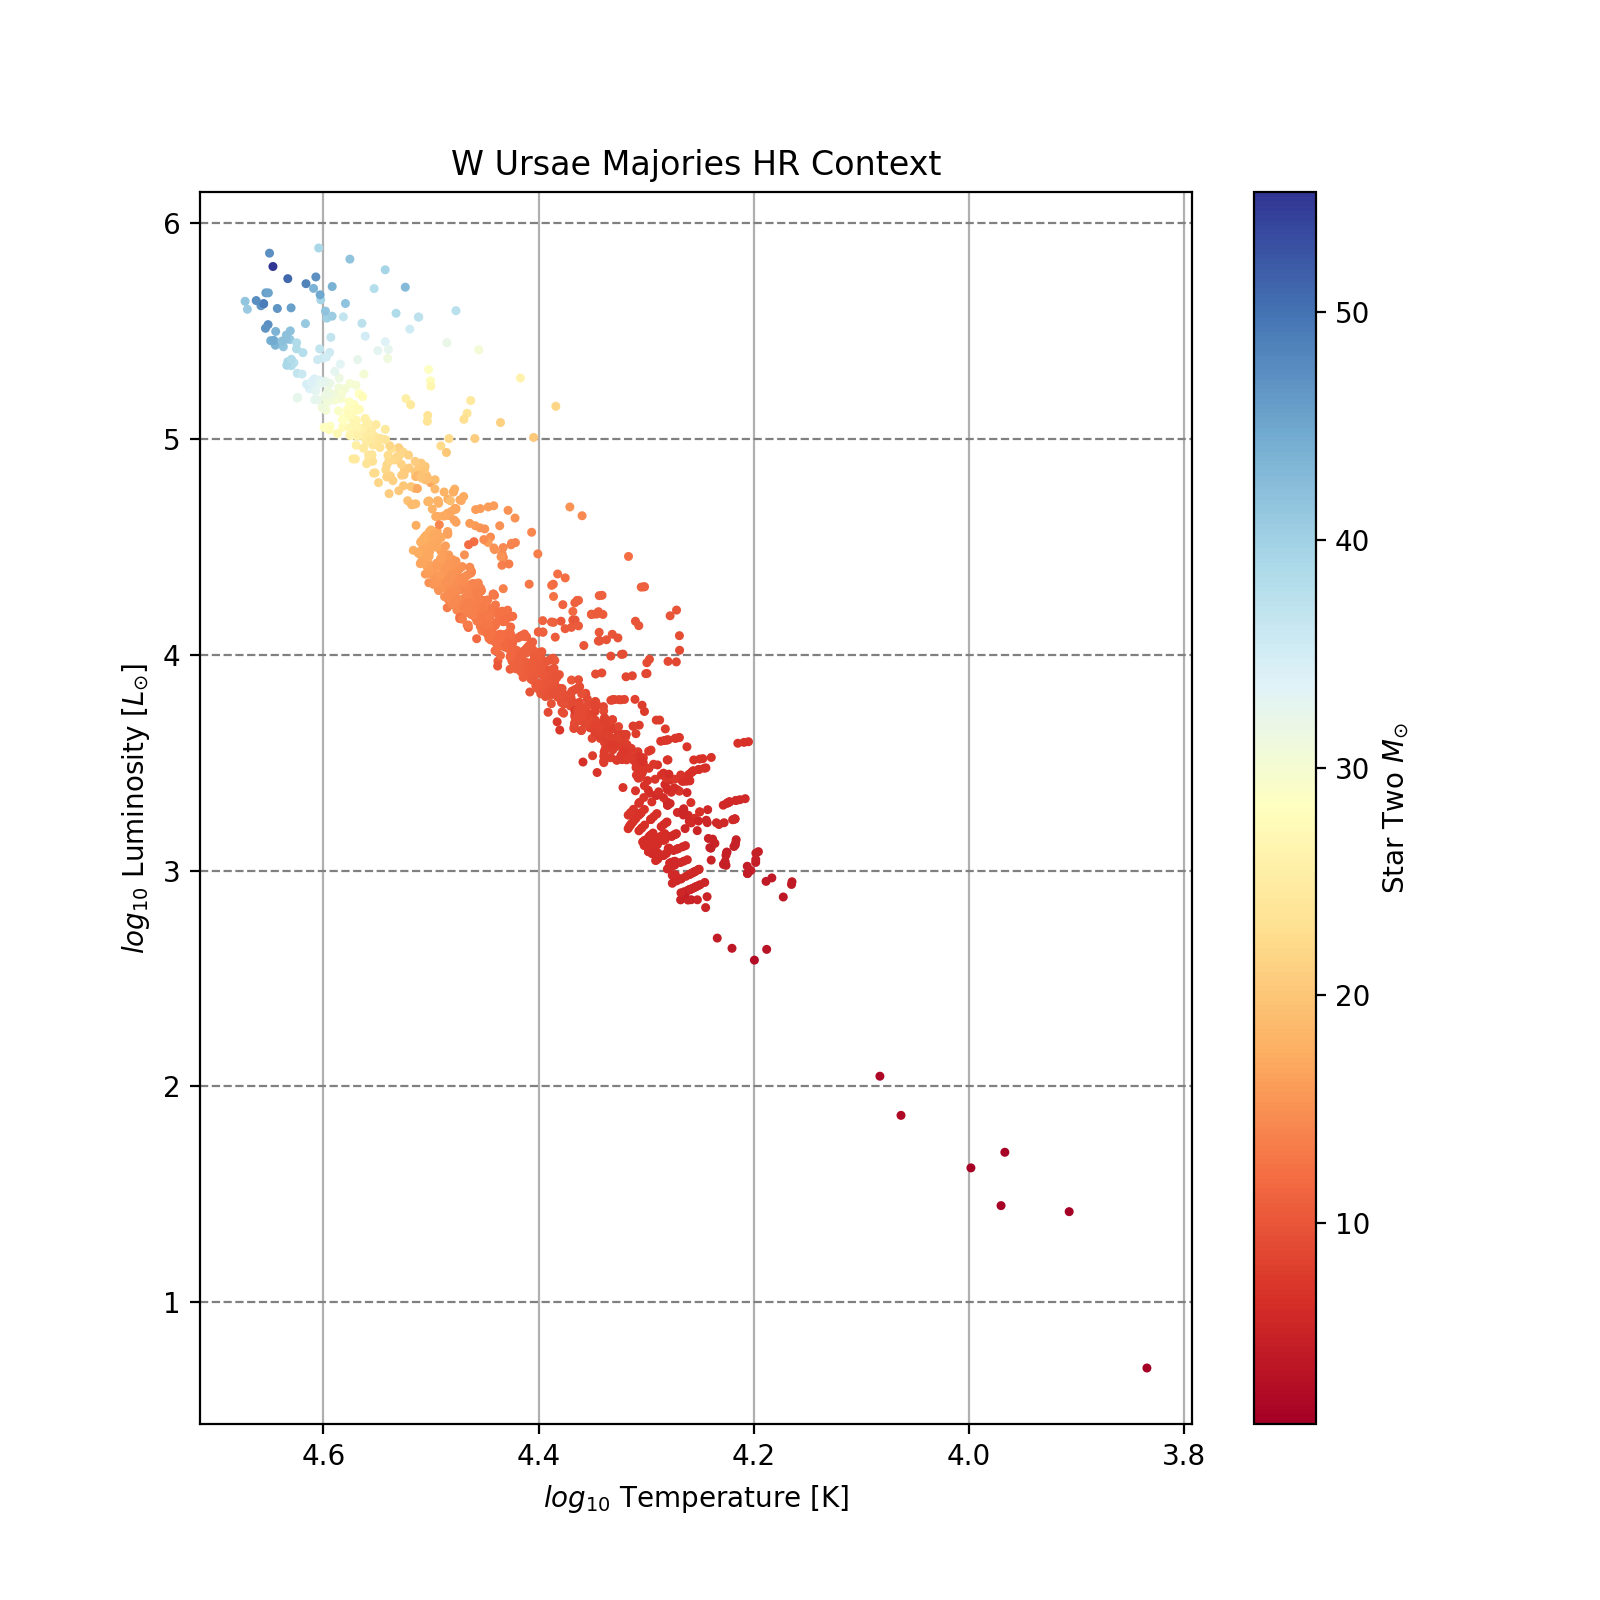 W Ursae Majories HR Context
6
5
4
3
2
1
log₁₀ Luminosity [L☉]
4.6 4.4 4.2 4.0 3.8
log₁₀ Temperature [K]
50
40
30
20
10
Star Two M☉